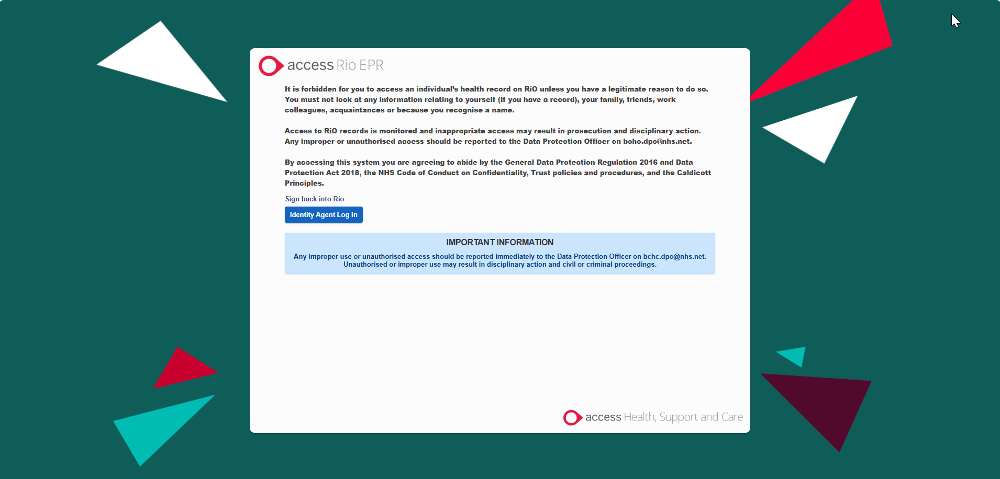 access Rio EPR
It is forbidden for you to access an individual’s health record on RiO unless you have a legitimate reason to do so.
You must not look at any information relating to yourself (if you have a record), your family, friends, work
colleagues, acquaintances or because you recognise a name.
Access to RiO records is monitored and inappropriate access may result in prosecution and disciplinary action.
Any improper or unauthorised access should be reported to the Data Protection Officer on bchc.dpo@nhs.net.
By accessing this system you are agreeing to abide by the General Data Protection Regulation 2016 and Data
Protection Act 2018, the NHS Code of Conduct on Confidentiality, Trust policies and procedures, and the Caldicott
Principles.
Sign back into Rio
Identity Agent Log In
IMPORTANT INFORMATION
Any improper use or unauthorised access should be reported immediately to the Data Protection Officer on bchc.dpo@nhs.net.
Unauthorised or improper use may result in disciplinary action and civil or criminal proceedings.
access Health, Support and Care